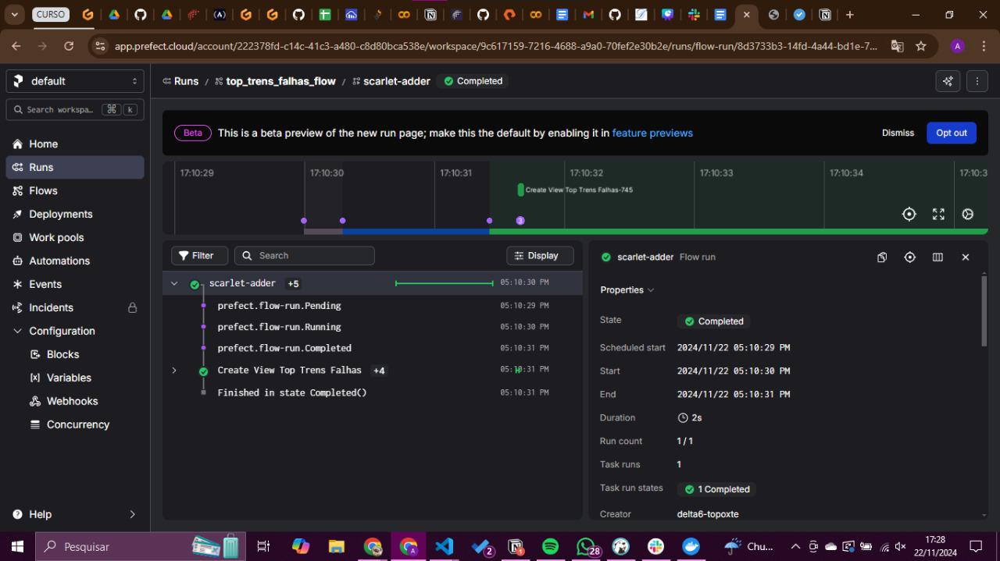 CURSO
app.prefect.cloud/account/222378fd-c14c-41c3-a480-c8d80bca538e/workspace/9c617159-7216-4688-a9a0-70fef2e30b2e/runs/flow-run/8d3733b3-14fd-4a44-bd1e-7...
A
default
Runs / top_trens_falhas_flow / scarlet-adder Completed
Search workspa... ⌘ k
Home
Runs
Flows
Deployments
Work pools
Automations
Events
Incidents
Configuration
Blocks
Variables
Webhooks
Concurrency
Help
Beta This is a beta preview of the new run page; make this the default by enabling it in feature previews Dismiss Opt out
17:10:29 17:10:30 17:10:31 17:10:32 17:10:33 17:10:34 17:10:3
Create View Top Trens Falhas-745
3
Filter Search Display
scarlet-adder +5 05:10:30 PM
prefect.flow-run.Pending 05:10:29 PM
prefect.flow-run.Running 05:10:30 PM
prefect.flow-run.Completed 05:10:31 PM
Create View Top Trens Falhas +4 05:10:31 PM
Finished in state Completed() 05:10:31 PM
scarlet-adder Flow run
Properties
State Completed
Scheduled start 2024/11/22 05:10:29 PM
Start 2024/11/22 05:10:30 PM
End 2024/11/22 05:10:31 PM
Duration 2s
Run count 1 / 1
Task runs 1
Task run states 1 Completed
Creator delta6-topoxte
Pesquisar
A
2
1
28
Chu...
17:28
22/11/2024